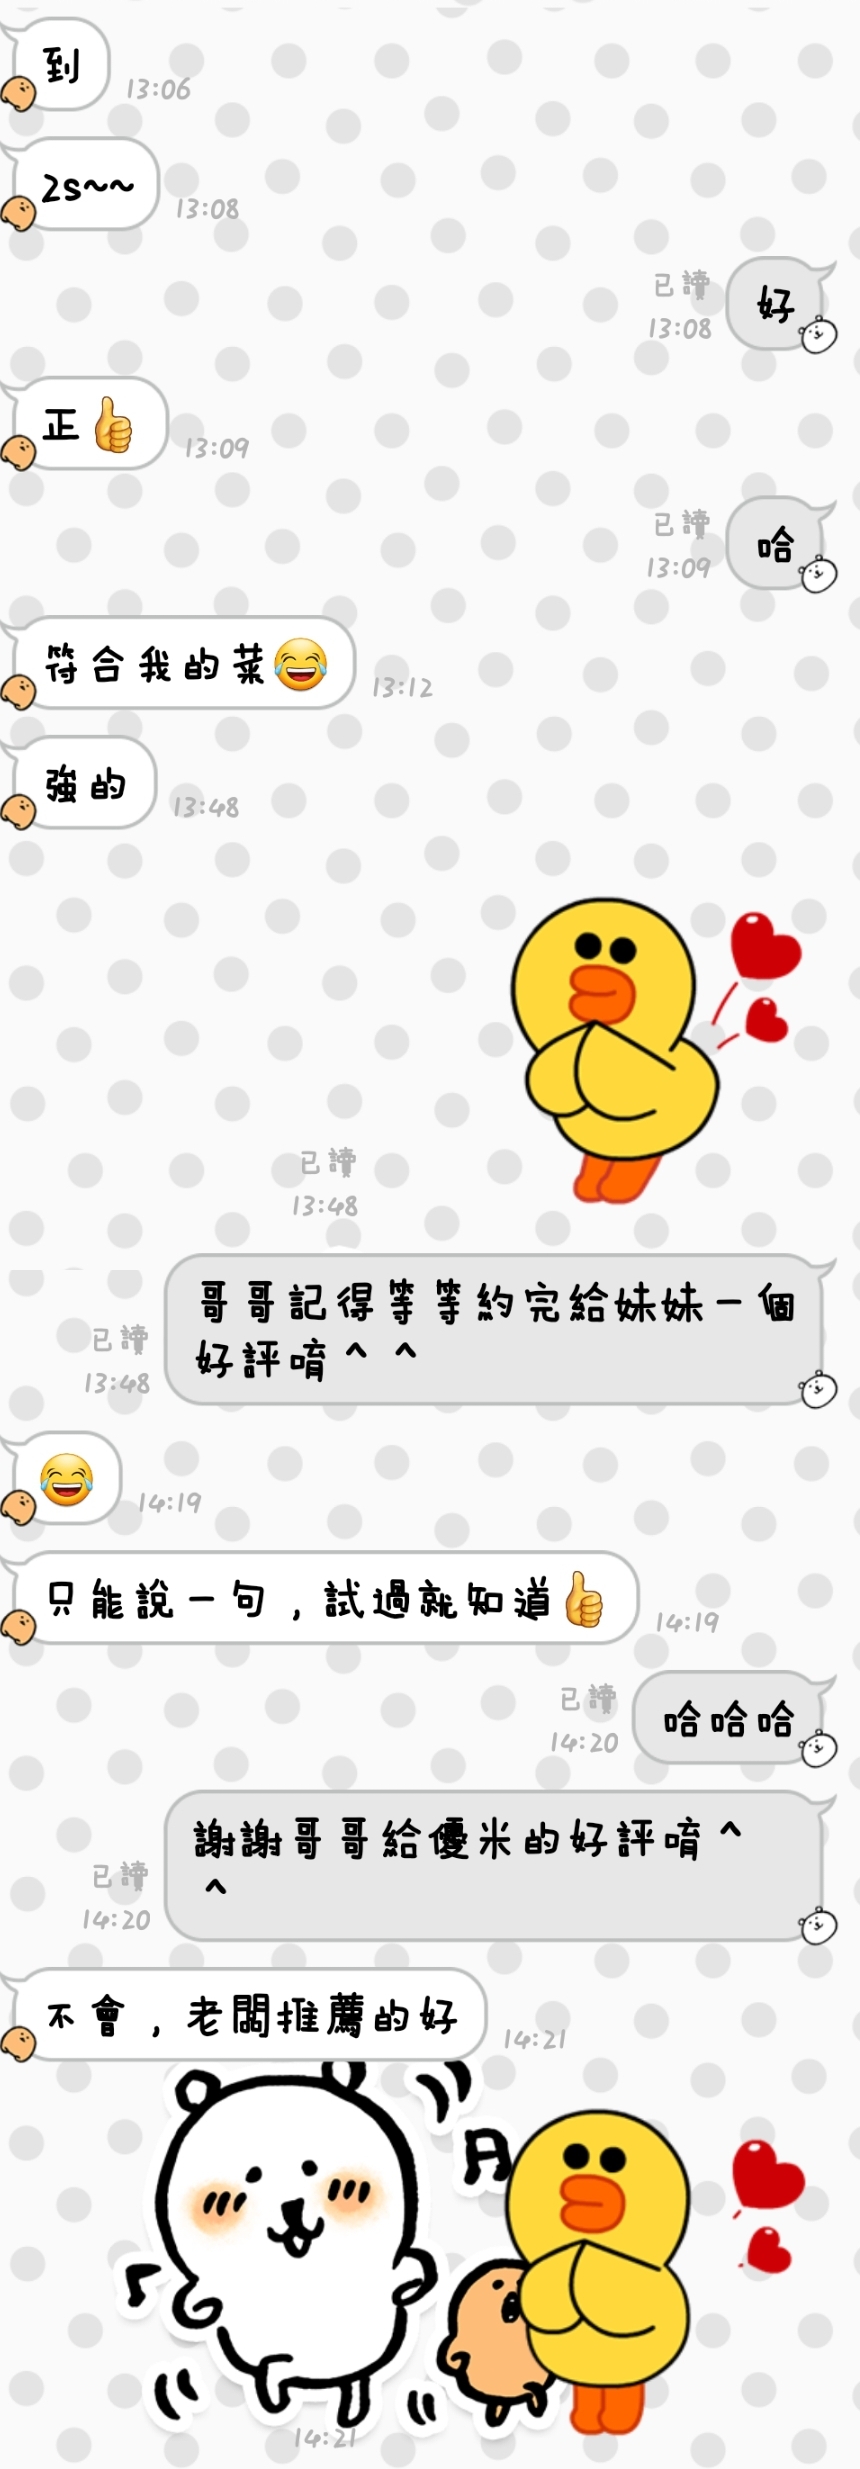 到
13:06
2s~~
13:08
已讀
13:08
好
正👍
13:09
已讀
13:09
哈
符合我的菜😂
13:12
強的
13:48
已讀
13:48
哥哥記得等等約完給妹妹一個
好評唷^ ^
已讀
13:48
😂
14:19
只能說一句，試過就知道👍
14:19
已讀
14:20
哈哈哈
謝謝哥哥給優米的好評唷^
^
已讀
14:20
不會，老闆推薦的好
14:21
14:21